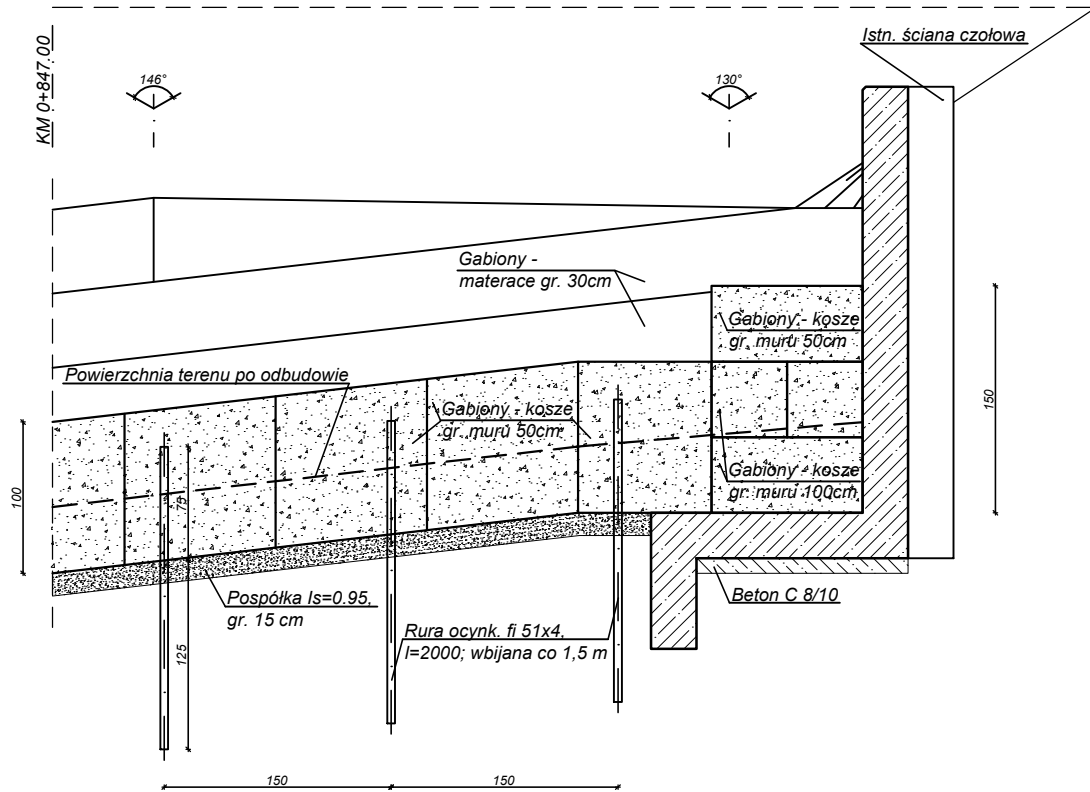 Istn. ściana czołowa
KM 0+847.00
146°
130°
Gabiony -
materace gr. 30cm
Gabiony - kosze
gr. muru 50cm
Powierzchnia terenu po odbudowie
Gabiony - kosze
gr. muru 50cm
150
Gabiony - kosze
gr. muru 100cm
100
75
Pospółka Is=0.95,
gr. 15 cm
Beton C 8/10
Rura ocynk. fi 51x4,
l=2000; wbijana co 1,5 m
125
150
150